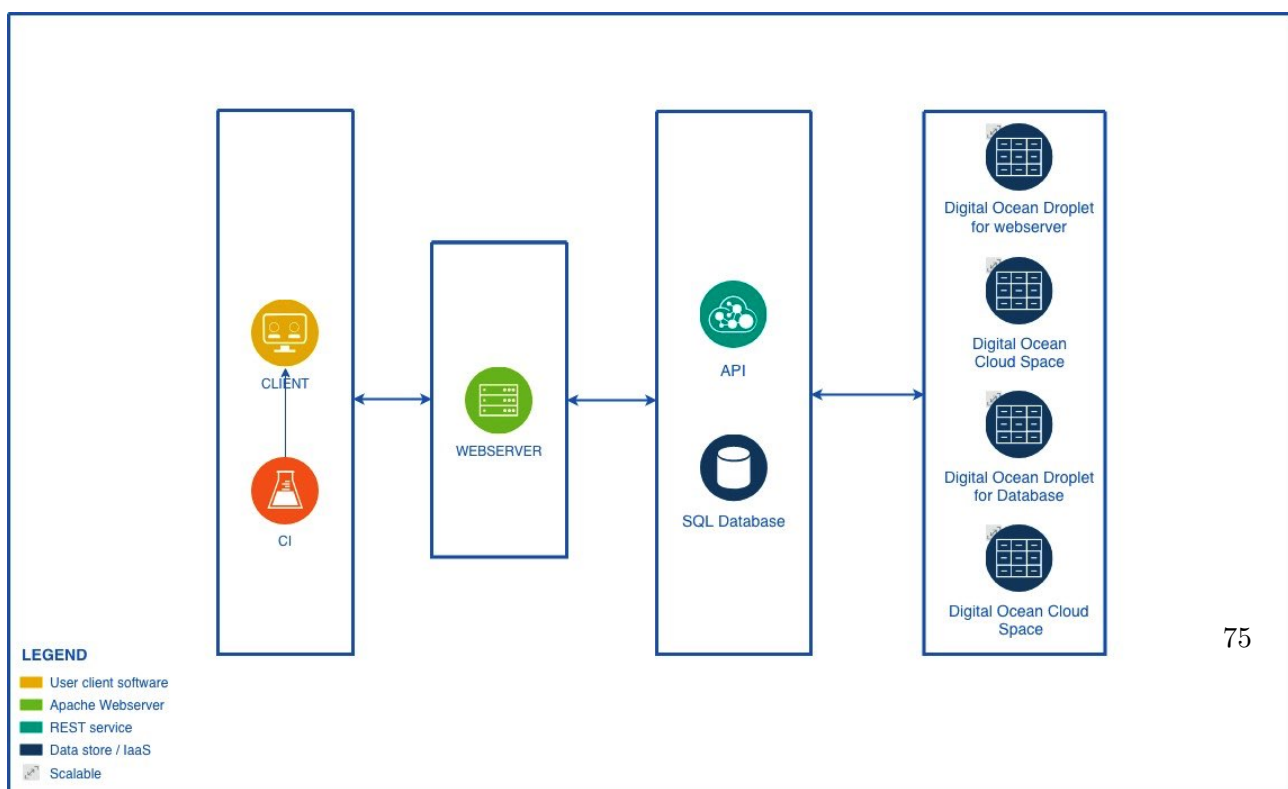 CLIENT
CI
WEBSERVER
API
SQL Database
Digital Ocean Droplet
for webserver
Digital Ocean
Cloud Space
Digital Ocean Droplet
for Database
Digital Ocean Cloud
Space
75
LEGEND
User client software
Apache Webserver
REST service
Data store / IaaS
Scalable